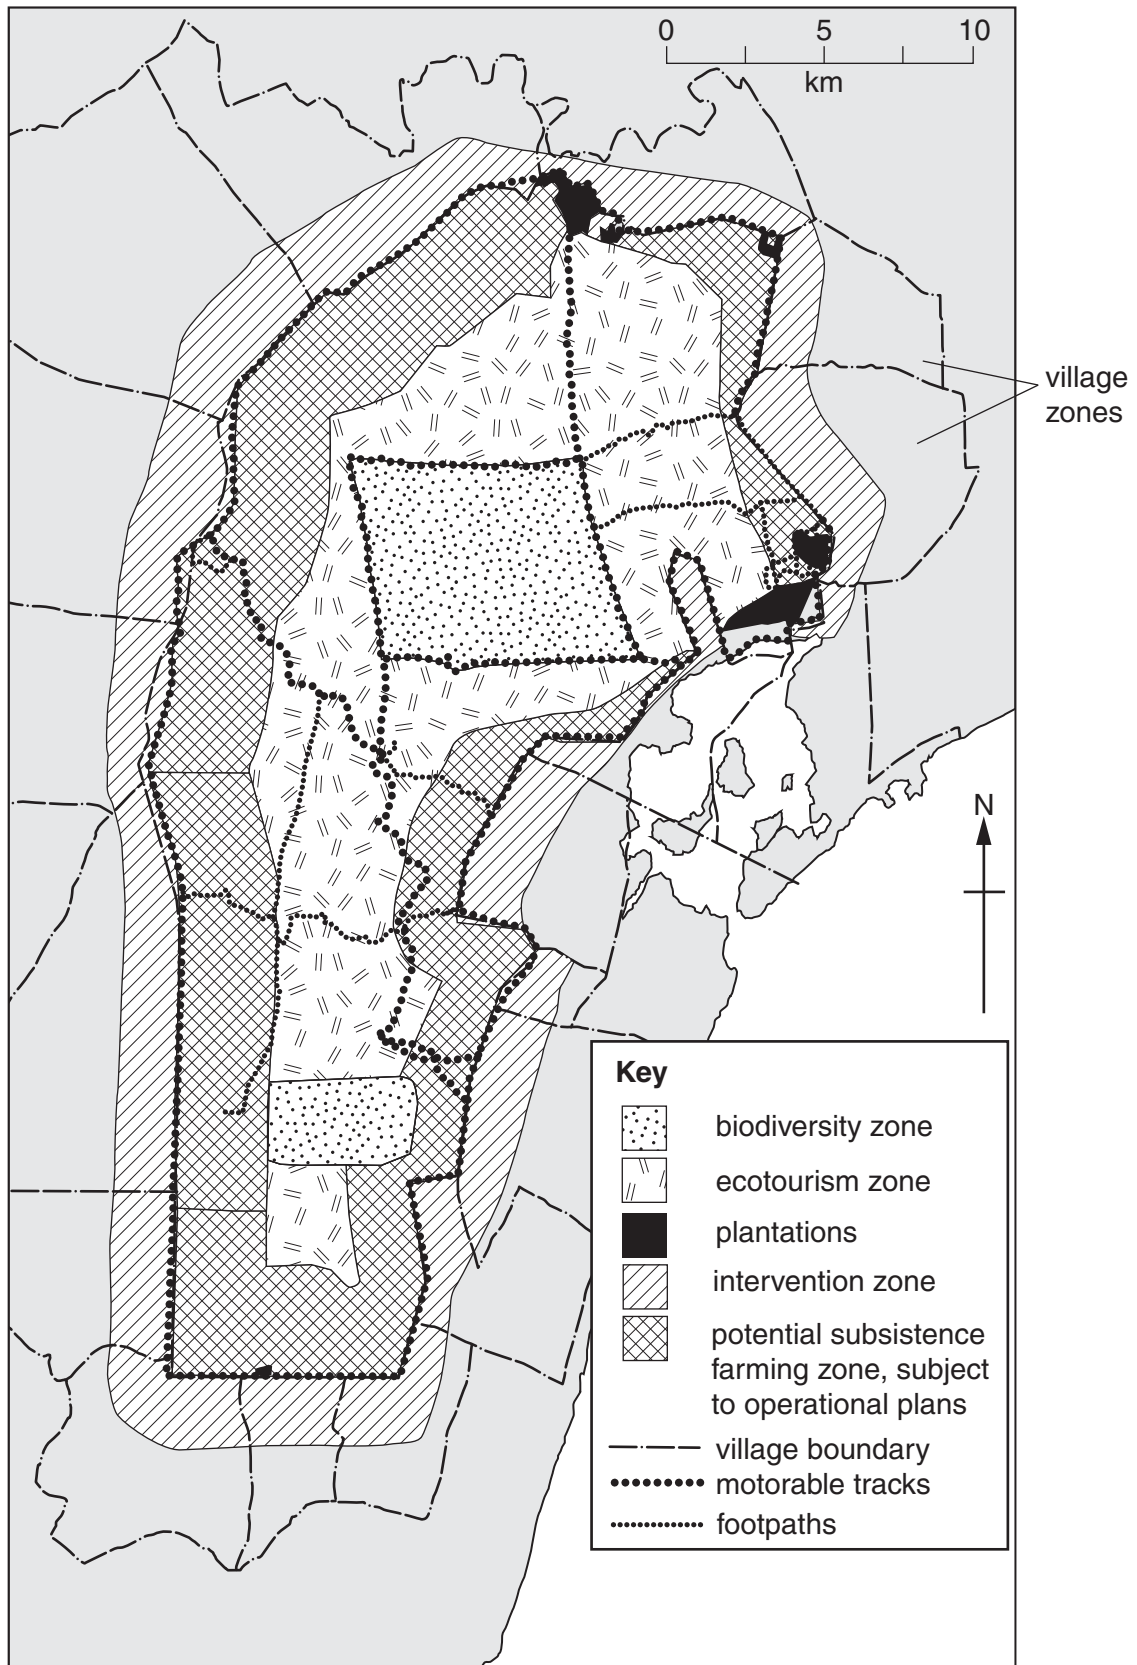 0 5 10
km
village
zones
N
Key
biodiversity zone
ecotourism zone
plantations
intervention zone
potential subsistence
farming zone, subject
to operational plans
village boundary
motorable tracks
footpaths